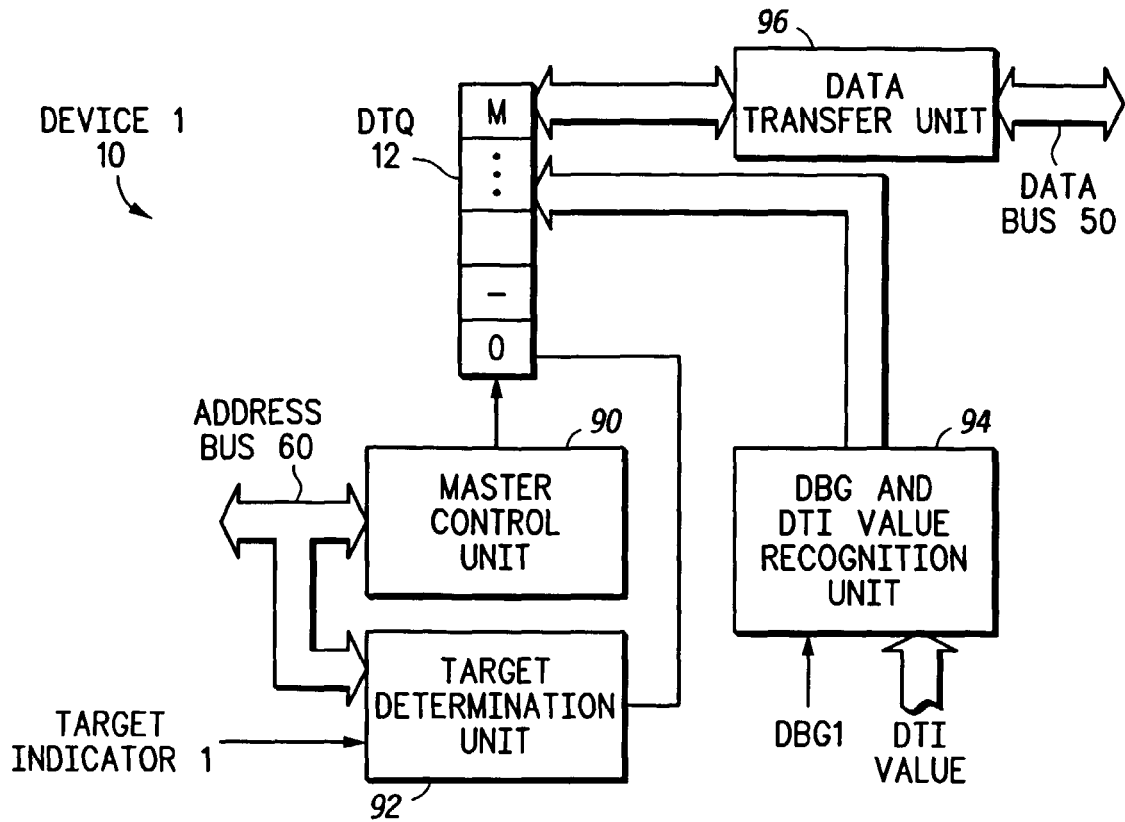 96
DATA
TRANSFER UNIT
DEVICE 1
10
DTQ
12
M
⋮
–
0
DATA
BUS 50
ADDRESS
BUS 60
90
MASTER
CONTROL
UNIT
94
DBG AND
DTI VALUE
RECOGNITION
UNIT
TARGET
DETERMINATION
UNIT
TARGET
INDICATOR 1
92
DBG1
DTI
VALUE